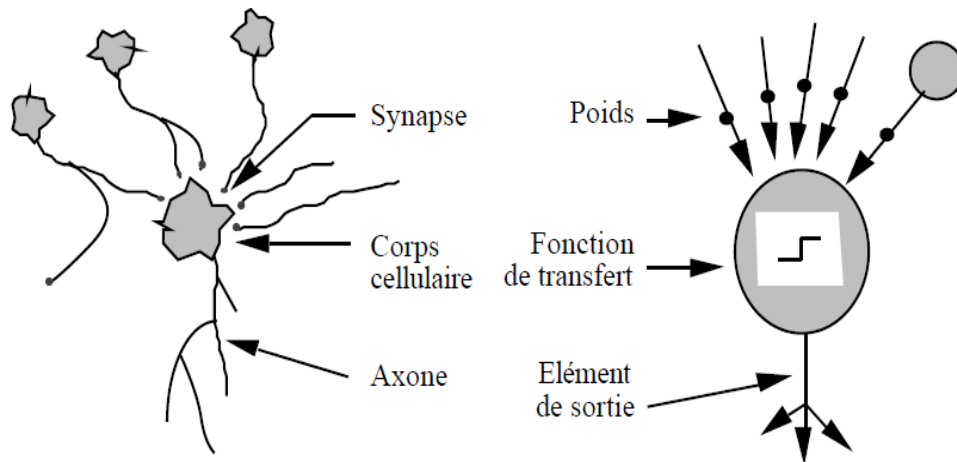 Synapse
Corps
cellulaire
Axone
Poids
Fonction
de transfert
Elément
de sortie